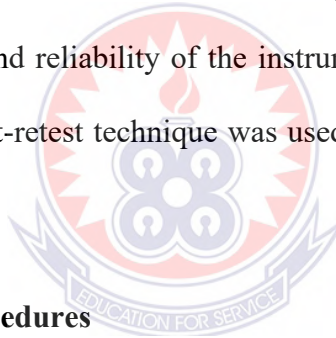 nd reliability of the instrum
t-retest technique was used
edures
EDUCATION FOR SERVICE